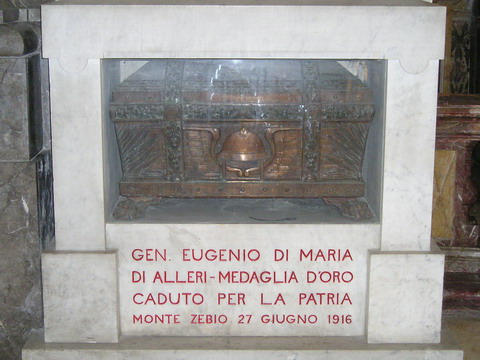 GEN. EUGENIO DI MARIA
DI ALLERI-MEDAGLIA D'ORO
CADUTO PER LA PATRIA
MONTE ZEBIO 27 GIUGNO 1916